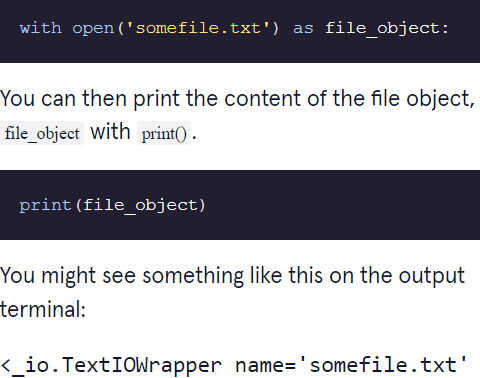 with open('somefile.txt') as file_object:
You can then print the content of the file object,
file_object with print().
print(file_object)
You might see something like this on the output
terminal:
<_io.TextIOWrapper name='somefile.txt'